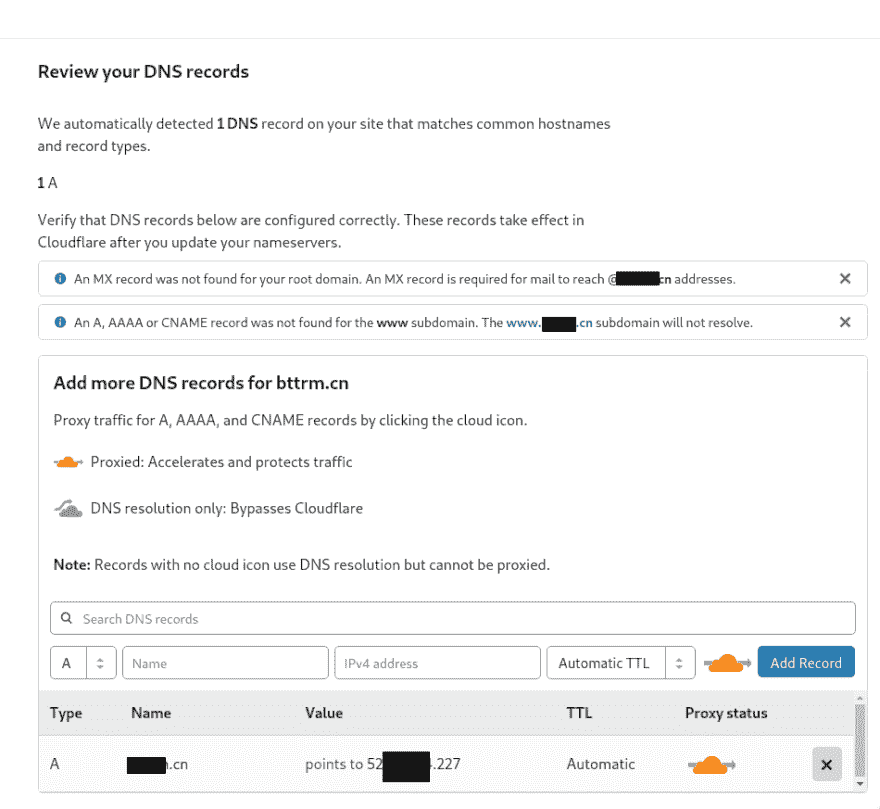 Review your DNS records
We automatically detected 1 DNS record on your site that matches common hostnames
and record types.
1 A
Verify that DNS records below are configured correctly. These records take effect in
Cloudflare after you update your nameservers.
An MX record was not found for your root domain. An MX record is required for mail to reach @ cn addresses.
An A, AAAA or CNAME record was not found for the www subdomain. The www. .cn subdomain will not resolve.
Add more DNS records for bttrm.cn
Proxy traffic for A, AAAA, and CNAME records by clicking the cloud icon.
Proxied: Accelerates and protects traffic
DNS resolution only: Bypasses Cloudflare
Note: Records with no cloud icon use DNS resolution but cannot be proxied.
Search DNS records
A Name IPv4 address Automatic TTL Add Record
Type Name Value TTL Proxy status
A .cn points to 52 .227 Automatic